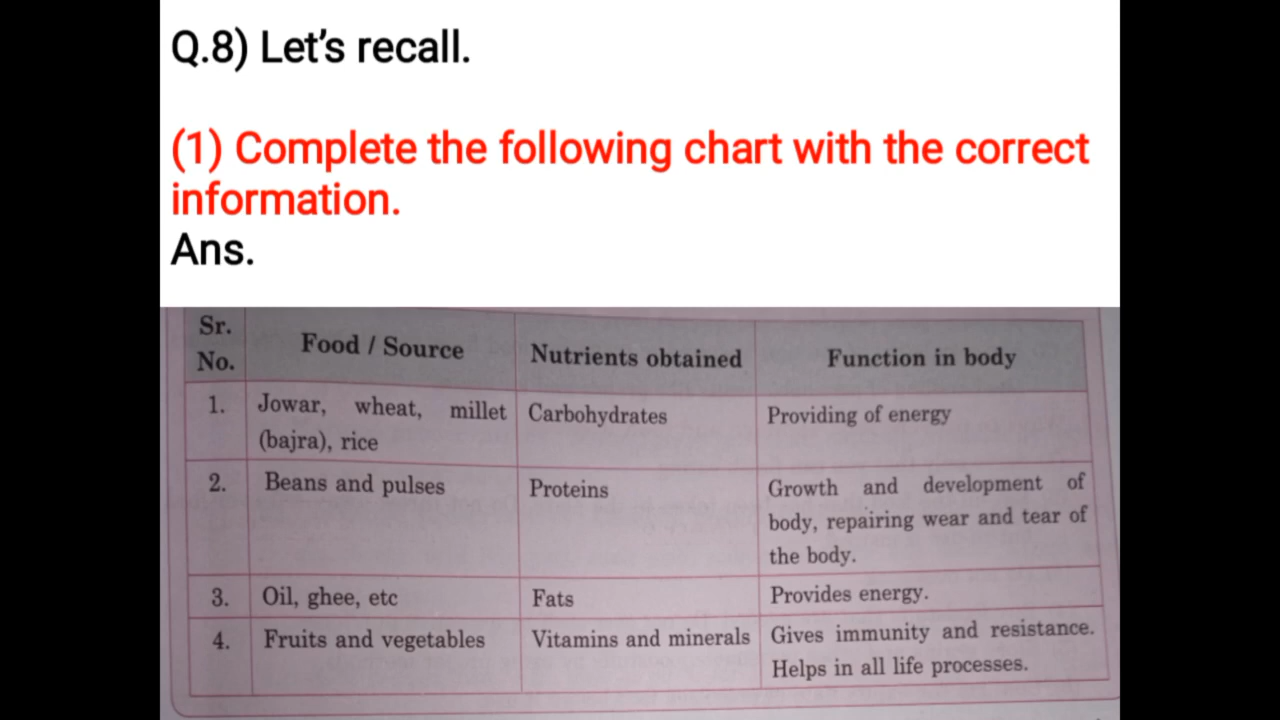 Q.8) Let's recall.
(1) Complete the following chart with the correct
information.
Ans.
Sr. No. Food / Source Nutrients obtained Function in body
1. Jowar, wheat, millet (bajra), rice Carbohydrates Providing of energy
2. Beans and pulses Proteins Growth and development of body, repairing wear and tear of the body.
3. Oil, ghee, etc Fats Provides energy.
4. Fruits and vegetables Vitamins and minerals Gives immunity and resistance. Helps in all life processes.